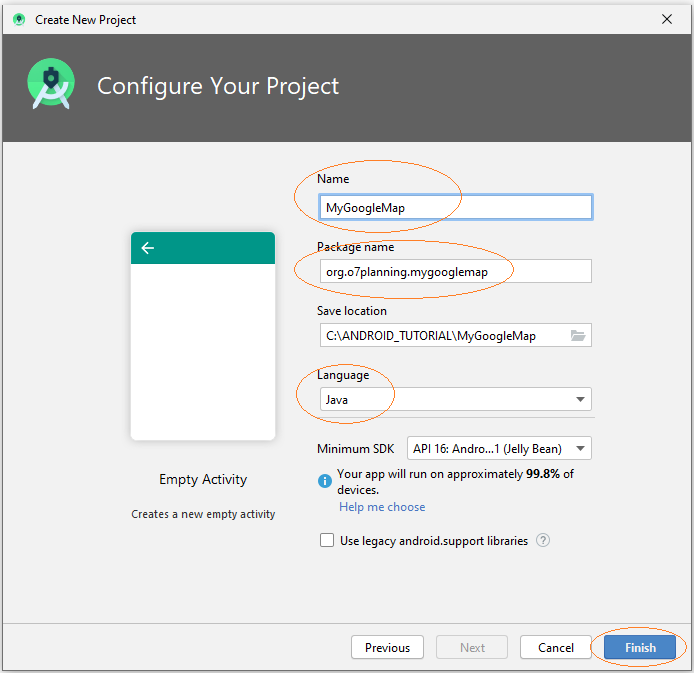 Create New Project
Configure Your Project
Name
MyGoogleMap
Package name
org.o7planning.mygooglemap
Save location
C:\ANDROID_TUTORIAL\MyGoogleMap
Language
Java
Minimum SDK API 16: Andro...1 (Jelly Bean)
Your app will run on approximately 99.8% of
devices.
Help me choose
Use legacy android.support libraries ?
Empty Activity
Creates a new empty activity
Previous Next Cancel Finish